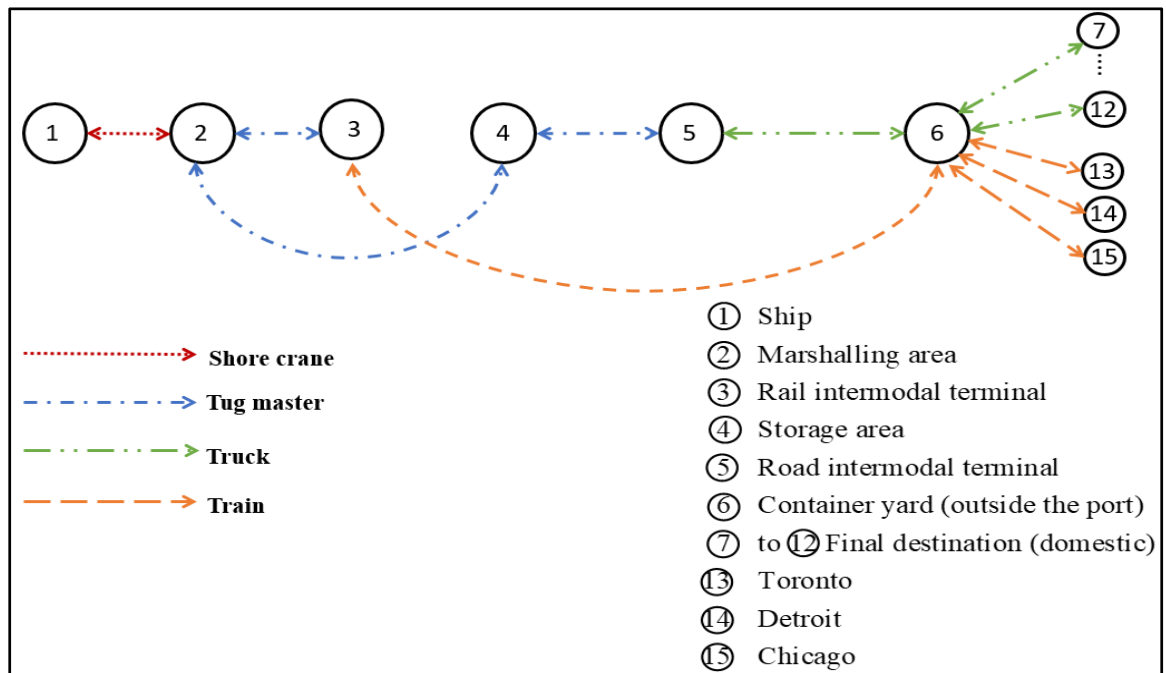 7
1
2
3
4
5
6
12
13
14
15
Shore crane
Tug master
Truck
Train
1 Ship
2 Marshalling area
3 Rail intermodal terminal
4 Storage area
5 Road intermodal terminal
6 Container yard (outside the port)
7 to 12 Final destination (domestic)
13 Toronto
14 Detroit
15 Chicago